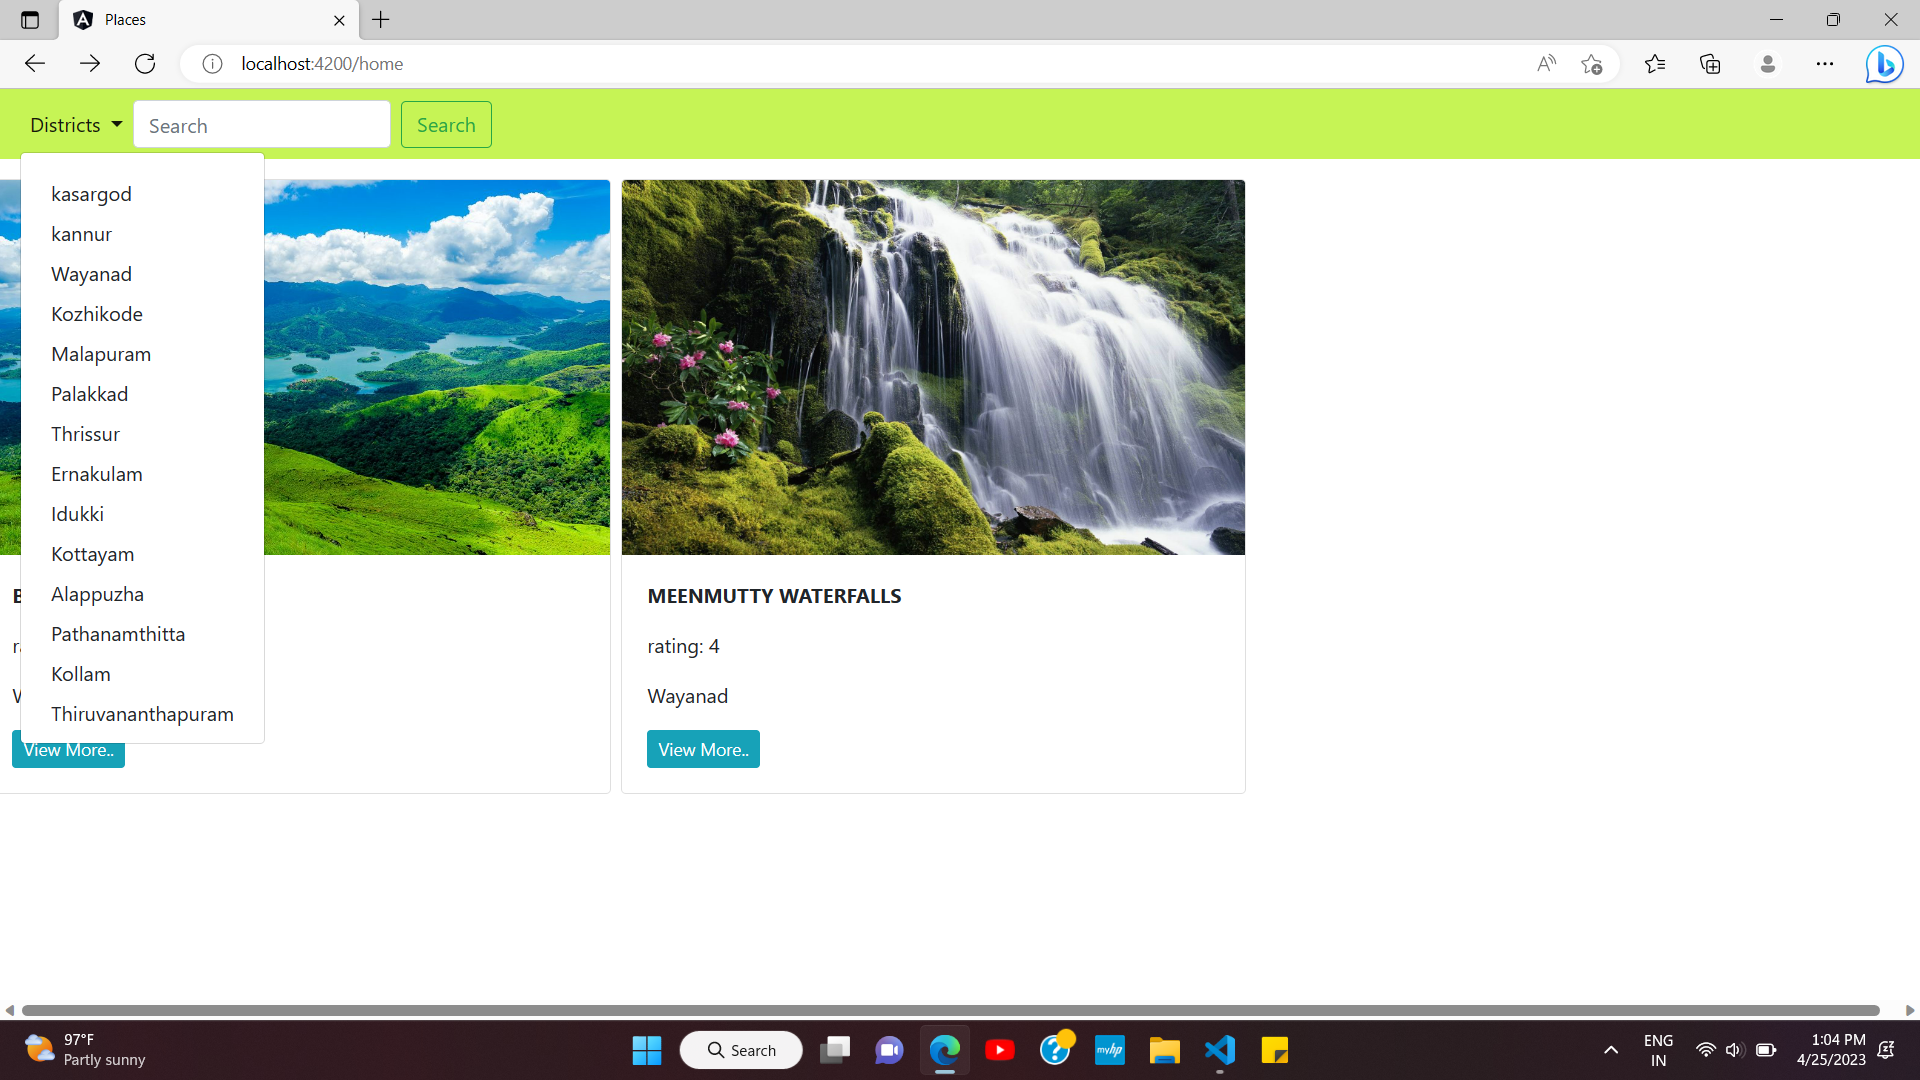 Places
localhost:4200/home
Districts
Search
Search
kasargod
kannur
Wayanad
Kozhikode
Malapuram
Palakkad
Thrissur
Ernakulam
Idukki
Kottayam
Alappuzha
Pathanamthitta
Kollam
Thiruvananthapuram
View More..
MEENMUTTY WATERFALLS
rating: 4
Wayanad
View More..
97°F
Partly sunny
Search
myhp
ENG
IN
1:04 PM
4/25/2023